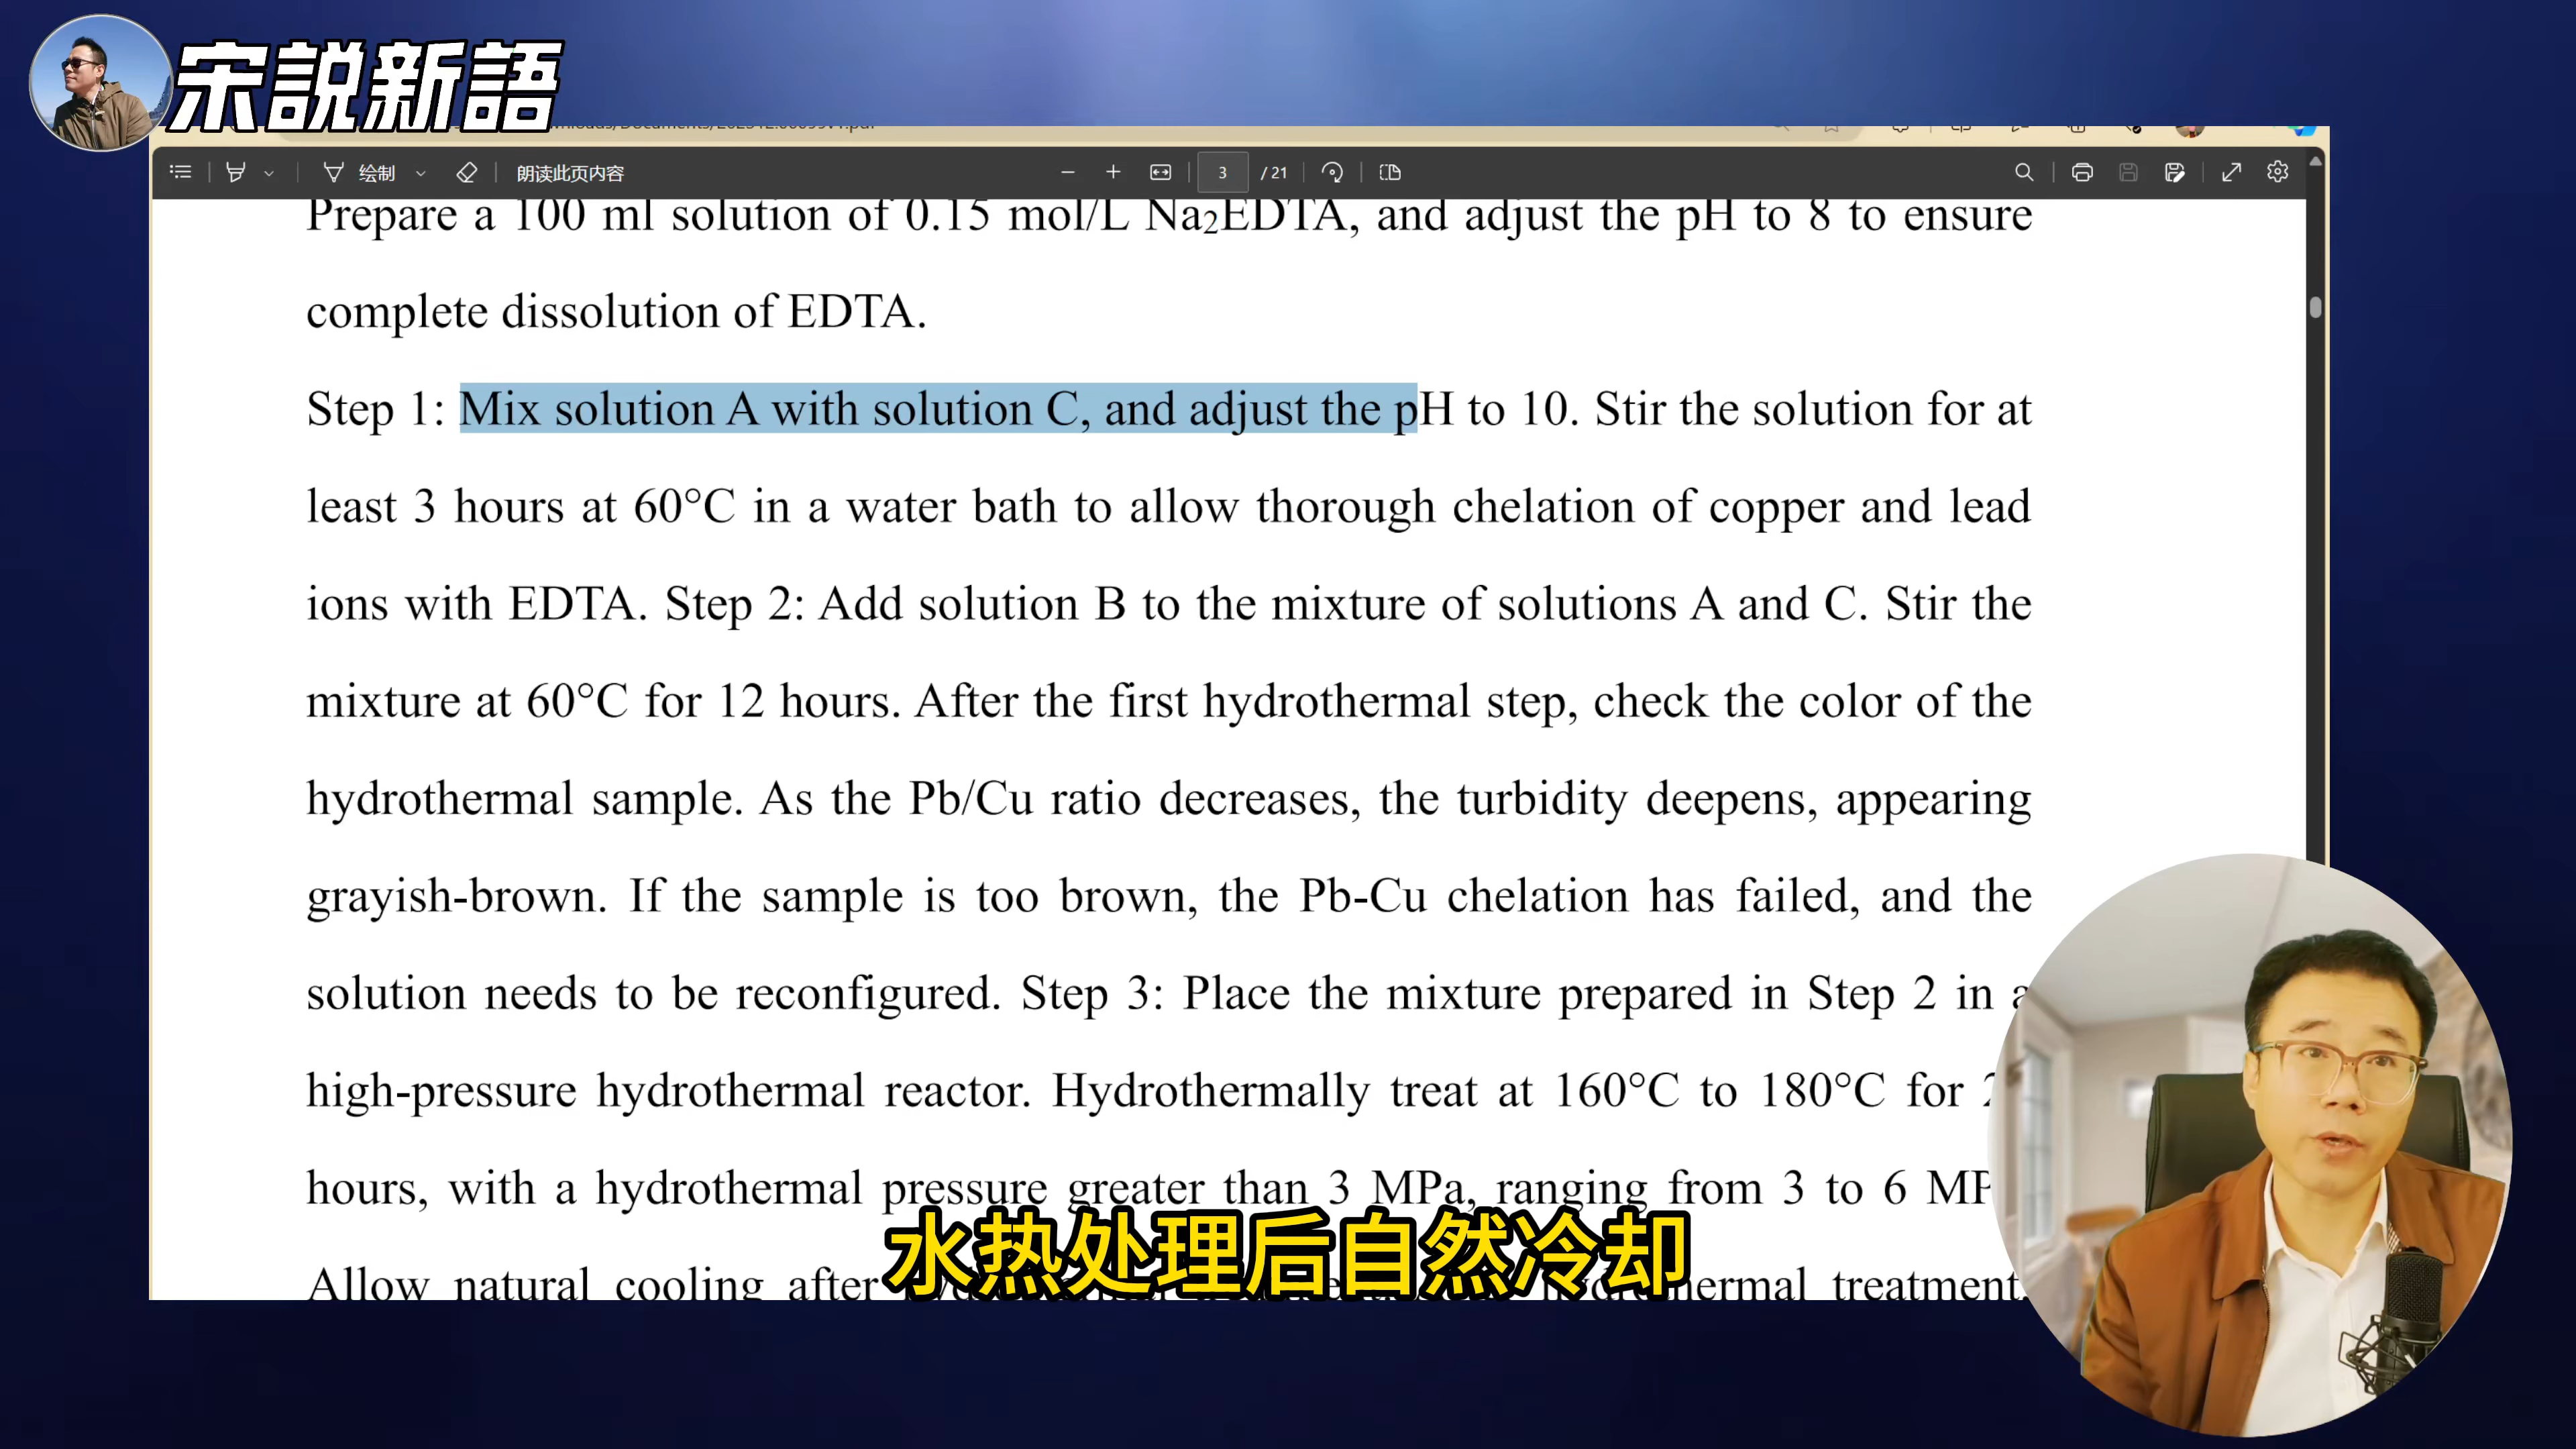 宋説新語
朗读此页内容
绘制
3 / 21
Prepare a 100 ml solution of 0.15 mol/L Na₂EDTA, and adjust the pH to 8 to ensure
complete dissolution of EDTA.
Step 1: Mix solution A with solution C, and adjust the pH to 10. Stir the solution for at
least 3 hours at 60°C in a water bath to allow thorough chelation of copper and lead
ions with EDTA. Step 2: Add solution B to the mixture of solutions A and C. Stir the
mixture at 60°C for 12 hours. After the first hydrothermal step, check the color of the
hydrothermal sample. As the Pb/Cu ratio decreases, the turbidity deepens, appearing
grayish-brown. If the sample is too brown, the Pb-Cu chelation has failed, and the
solution needs to be reconfigured. Step 3: Place the mixture prepared in Step 2 in a
high-pressure hydrothermal reactor. Hydrothermally treat at 160°C to 180°C for
hours, with a hydrothermal pressure greater than 3 MPa, ranging from 3 to 6
Allow natural cooling after treatment
水热处理后自然冷却